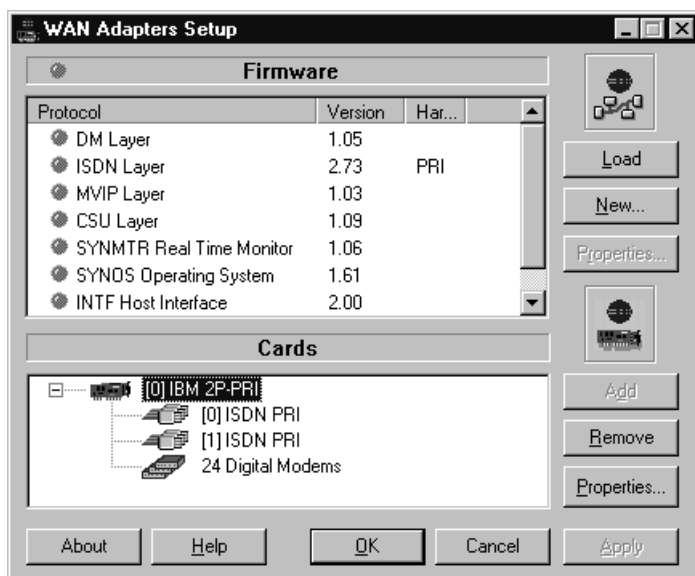 WAN Adapters Setup
Firmware
Protocol Version Har...
DM Layer 1.05
ISDN Layer 2.73 PRI
MVIP Layer 1.03
CSU Layer 1.09
SYNMTR Real Time Monitor 1.06
SYNOS Operating System 1.61
INTF Host Interface 2.00
Load
New...
Properties...
Cards
[0] IBM 2P-PRI
[0] ISDN PRI
[1] ISDN PRI
24 Digital Modems
Add
Remove
Properties...
About Help OK Cancel Apply